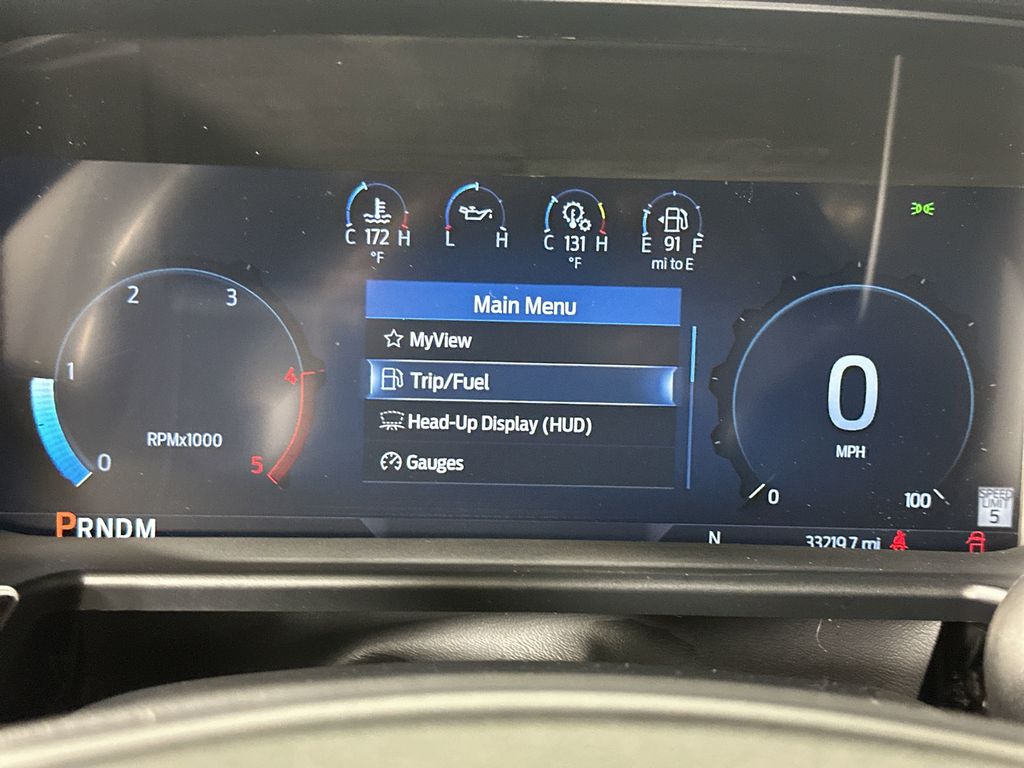 C 172 H
°F
L H
C 131 H
°F
E 91 F
mi to E
Main Menu
MyView
Trip/Fuel
Head-Up Display (HUD)
Gauges
0
1
2
3
4
5
RPMx1000
0
MPH
0
100
SPEED
LIMIT
5
PRNDM
N
33219.7 mi